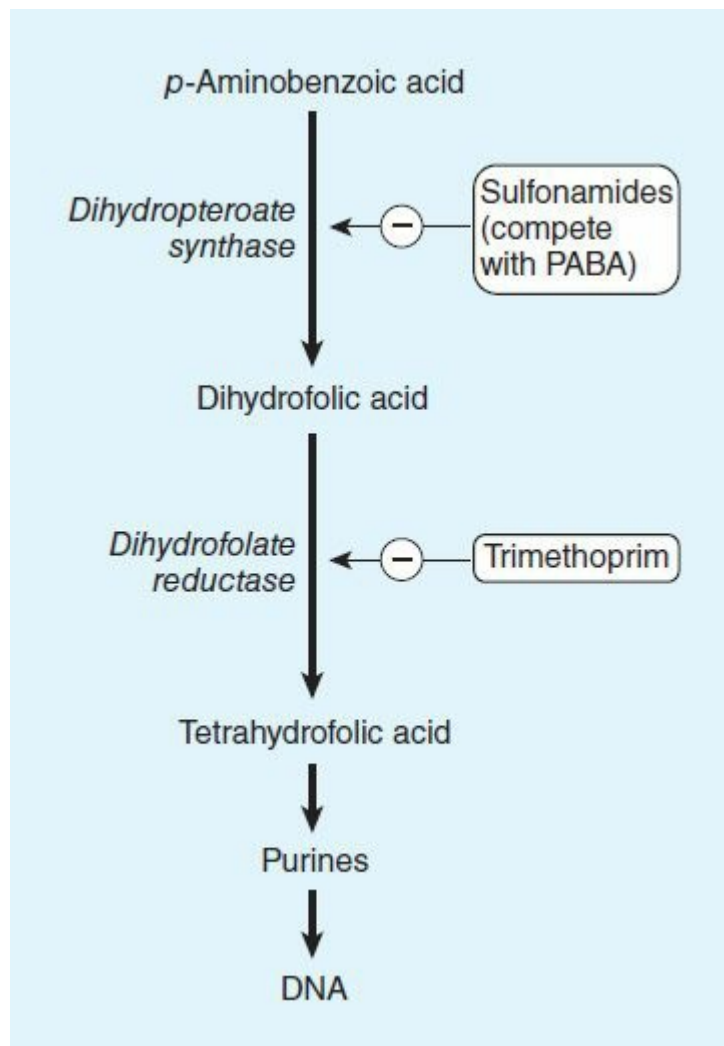 p-Aminobenzoic acid
Dihydropteroate
synthase
−
Sulfonamides
(compete
with PABA)
Dihydrofolic acid
Dihydrofolate
reductase
−
Trimethoprim
Tetrahydrofolic acid
Purines
DNA